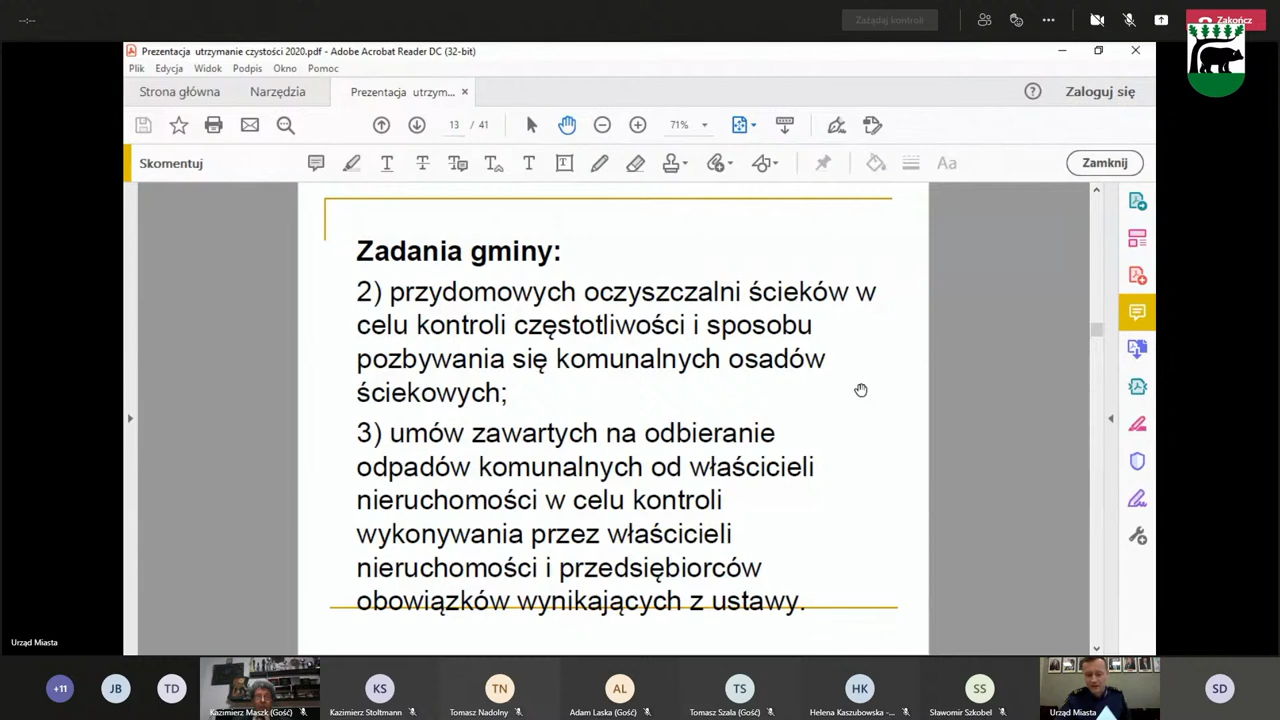 --:--
Zażądaj kontroli
Zakończ
Prezentacja utrzymanie czystości 2020.pdf - Adobe Acrobat Reader DC (32-bit)
Plik Edycja Widok Podpis Okno Pomoc
Strona główna Narzędzia Prezentacja utrzym... × Zaloguj się
13 / 41 71%
Skomentuj Aa Zamknij
Zadania gminy:
2) przydomowych oczyszczalni ścieków w
celu kontroli częstotliwości i sposobu
pozbywania się komunalnych osadów
ściekowych;
3) umów zawartych na odbieranie
odpadów komunalnych od właścicieli
nieruchomości w celu kontroli
wykonywania przez właścicieli
nieruchomości i przedsiębiorców
obowiązków wynikających z ustawy.
Urząd Miasta
+11 JB TD KS TN AL TS HK SS SD
Kazimierz Maszk (Gość) Kazimierz Stoltmann Tomasz Nadolny Adam Laska (Gość) Tomasz Szala (Gość) Helena Kaszubowska -... Sławomir Szkobel Urząd Miasta